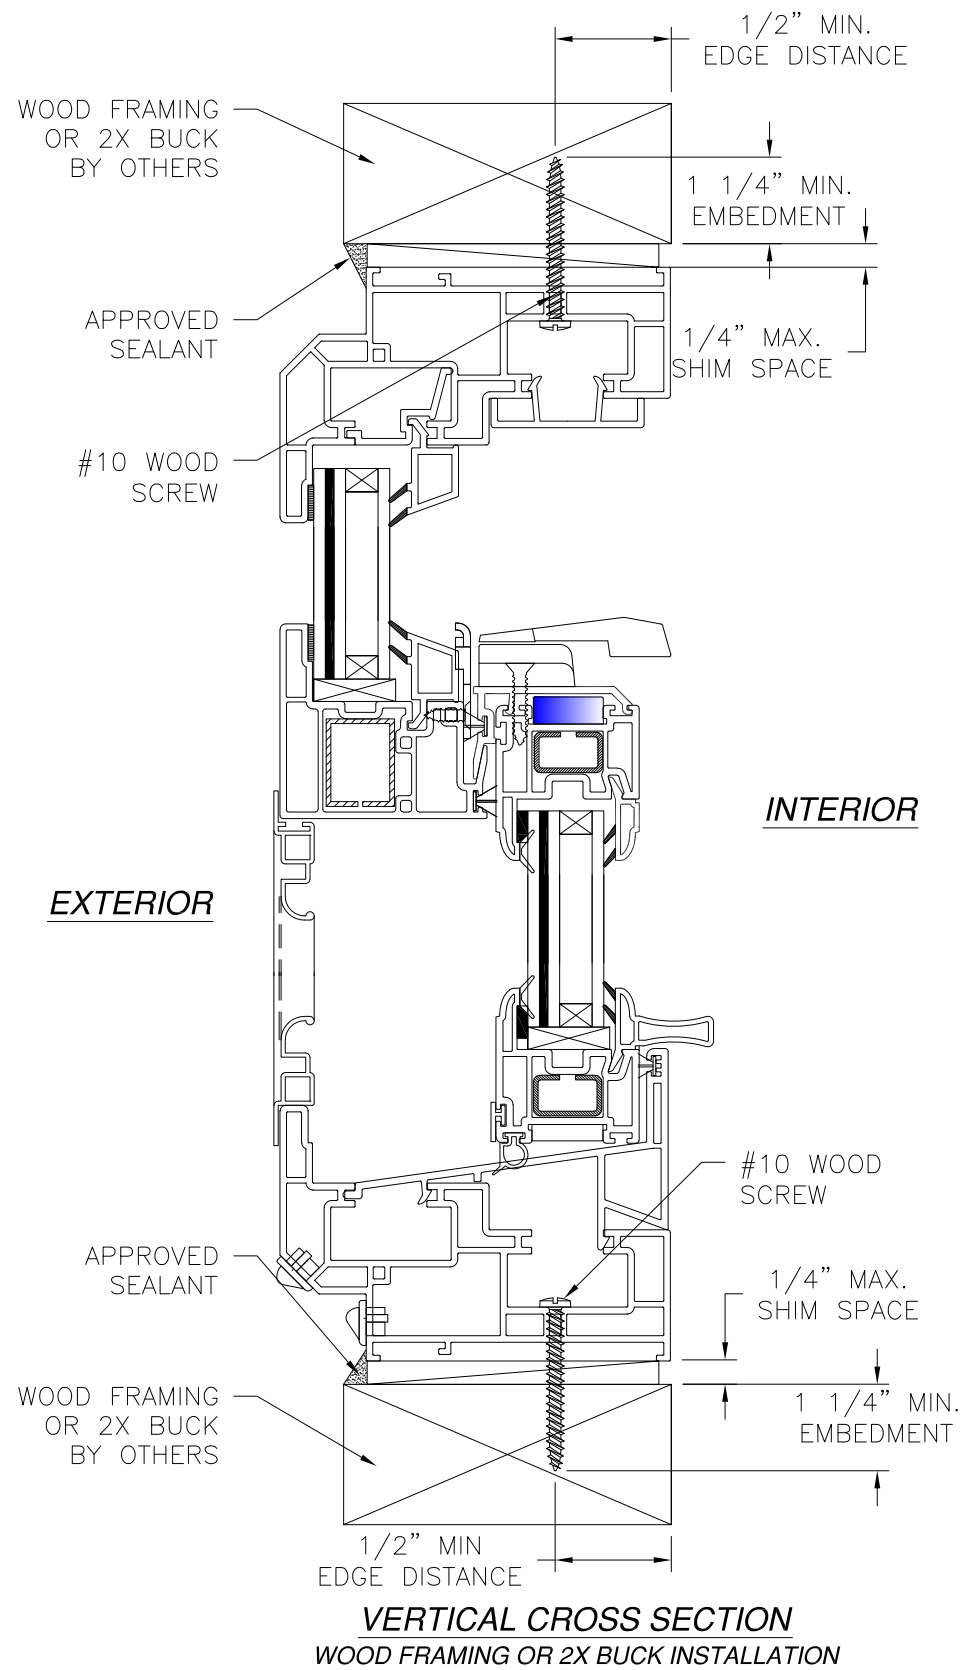 1/2" MIN.
EDGE DISTANCE
WOOD FRAMING
OR 2X BUCK
BY OTHERS
1 1/4" MIN.
EMBEDMENT
APPROVED
SEALANT
1/4" MAX.
SHIM SPACE
#10 WOOD
SCREW
INTERIOR
EXTERIOR
#10 WOOD
SCREW
APPROVED
SEALANT
1/4" MAX.
SHIM SPACE
WOOD FRAMING
OR 2X BUCK
BY OTHERS
1 1/4" MIN.
EMBEDMENT
1/2" MIN
EDGE DISTANCE
VERTICAL CROSS SECTION
WOOD FRAMING OR 2X BUCK INSTALLATION